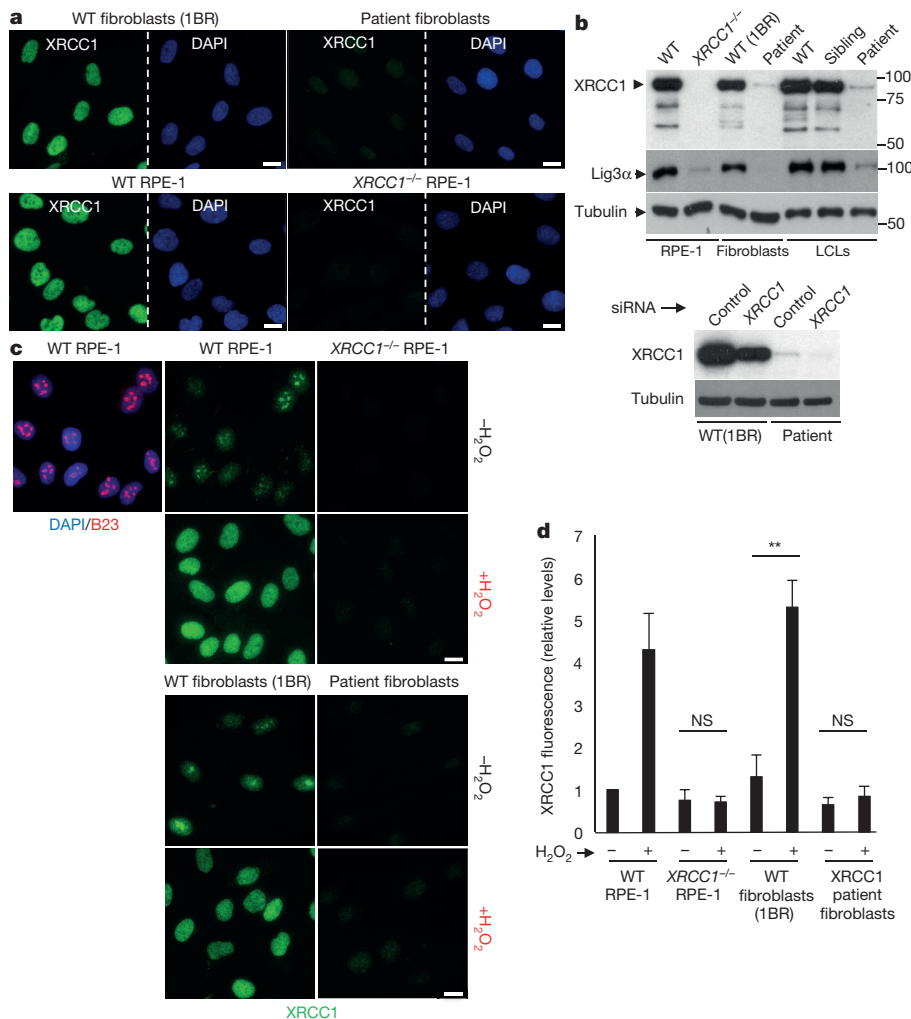 a
WT fibroblasts (1BR)
Patient fibroblasts
XRCC1
DAPI
XRCC1
DAPI
WT RPE-1
XRCC1−/− RPE-1
XRCC1
DAPI
XRCC1
DAPI
b
WT
XRCC1−/−
WT (1BR)
Patient
WT
Sibling
Patient
XRCC1
100
75
50
Lig3α
100
Tubulin
50
RPE-1
Fibroblasts
LCLs
siRNA
Control
XRCC1
Control
XRCC1
XRCC1
Tubulin
WT(1BR)
Patient
c
WT RPE-1
WT RPE-1
XRCC1−/− RPE-1
−H2O2
DAPI/B23
+H2O2
WT fibroblasts (1BR)
Patient fibroblasts
−H2O2
+H2O2
XRCC1
d
XRCC1 fluorescence (relative levels)
7
6
5
4
3
2
1
0
**
NS
NS
H2O2
− + − + − + − +
WT
RPE-1
XRCC1−/−
RPE-1
WT
fibroblasts
(1BR)
XRCC1
patient
fibroblasts